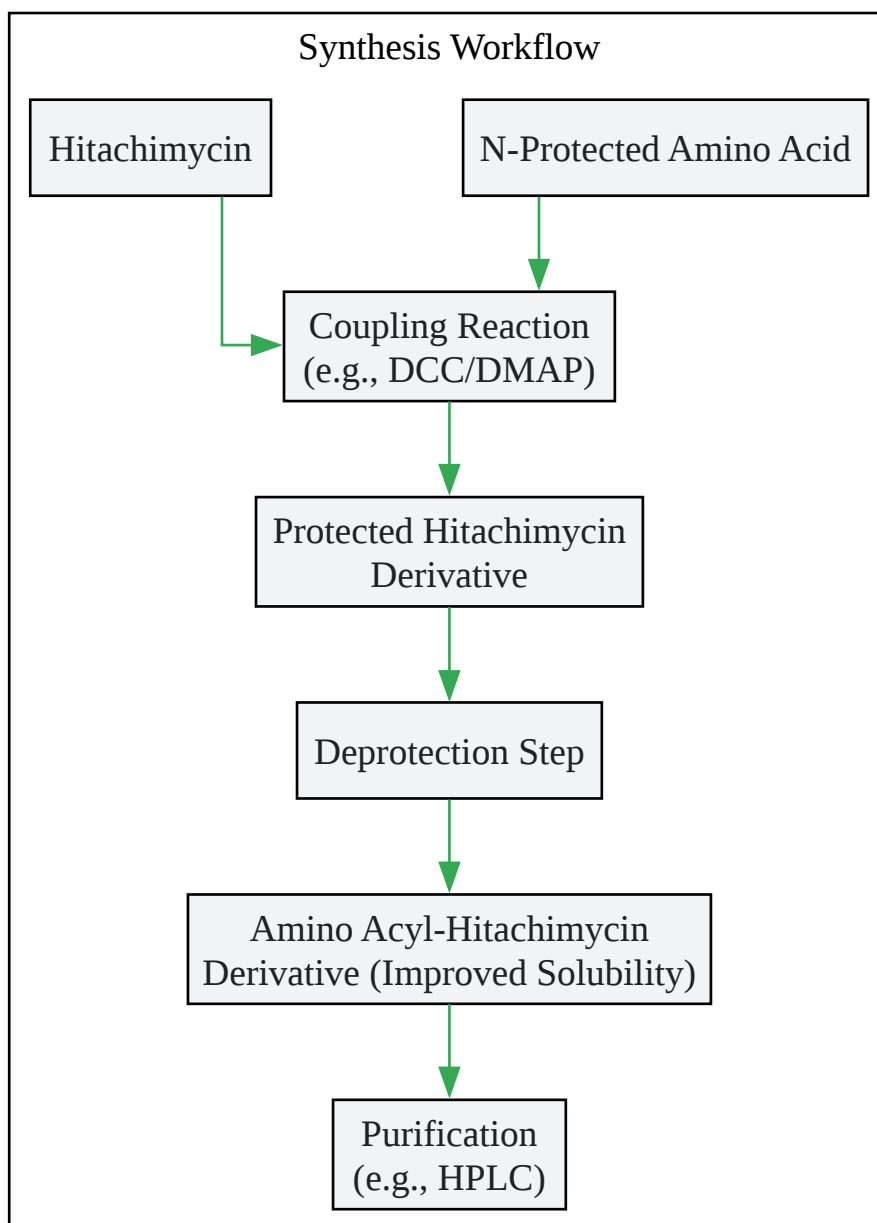 Synthesis Workflow
Hitachimycin
N-Protected Amino Acid
Coupling Reaction
(e.g., DCC/DMAP)
Protected Hitachimycin
Derivative
Deprotection Step
Amino Acyl-Hitachimycin
Derivative (Improved Solubility)
Purification
(e.g., HPLC)